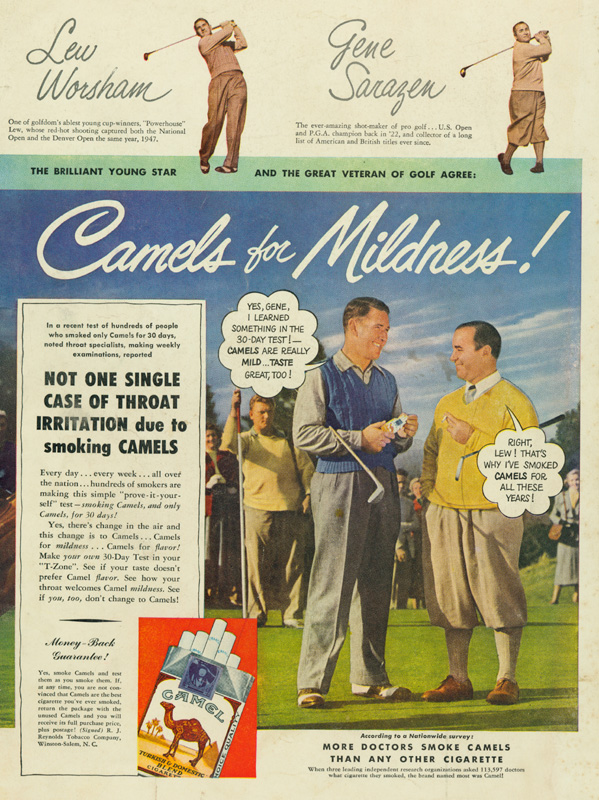 Lew
Worsham
One of golfdom's ablest young cup-winners, "Powerhouse"
Lew, whose red-hot shooting captured both the National
Open and the Denver Open the same year, 1947.
Gene
Sarazen
The ever-amazing shot-maker of pro golf . . . U.S. Open
and P.G.A. champion back in '22, and collector of a long
list of American and British titles ever since.
THE BRILLIANT YOUNG STAR AND THE GREAT VETERAN OF GOLF AGREE:
Camels for Mildness!
In a recent test of hundreds of people
who smoked only Camels for 30 days,
noted throat specialists, making weekly
examinations, reported
NOT ONE SINGLE
CASE OF THROAT
IRRITATION due to
smoking CAMELS
Every day . . . every week . . . all over
the nation . . . hundreds of smokers are
making this simple "prove-it-your-
self" test – smoking Camels, and only
Camels, for 30 days!
Yes, there's change in the air and
this change is to Camels . . . Camels
for mildness . . . Camels for flavor!
Make your own 30-Day Test in your
"T-Zone". See if your taste doesn't
prefer Camel flavor. See how your
throat welcomes Camel mildness. See
if you, too, don't change to Camels!
Money-Back
Guarantee!
Yes, smoke Camels and test
them as you smoke them. If,
at any time, you are not con-
vinced that Camels are the best
cigarette you've ever smoked,
return the package with the
unused Camels and you will
receive its full purchase price,
plus postage! (Signed) R. J.
Reynolds Tobacco Company,
Winston-Salem, N. C.
YES, GENE,
I LEARNED
SOMETHING IN THE
30-DAY TEST! —
CAMELS ARE REALLY
MILD...TASTE
GREAT, TOO!
RIGHT,
LEW! THAT'S
WHY I'VE SMOKED
CAMELS FOR
ALL THESE
YEARS!
CAMEL
TURKISH & DOMESTIC
BLEND
CIGARETTES
CHOICE QUALITY
According to a Nationwide survey:
MORE DOCTORS SMOKE CAMELS
THAN ANY OTHER CIGARETTE
When three leading independent research organizations asked 113,597 doctors
what cigarette they smoked, the brand named most was Camel!